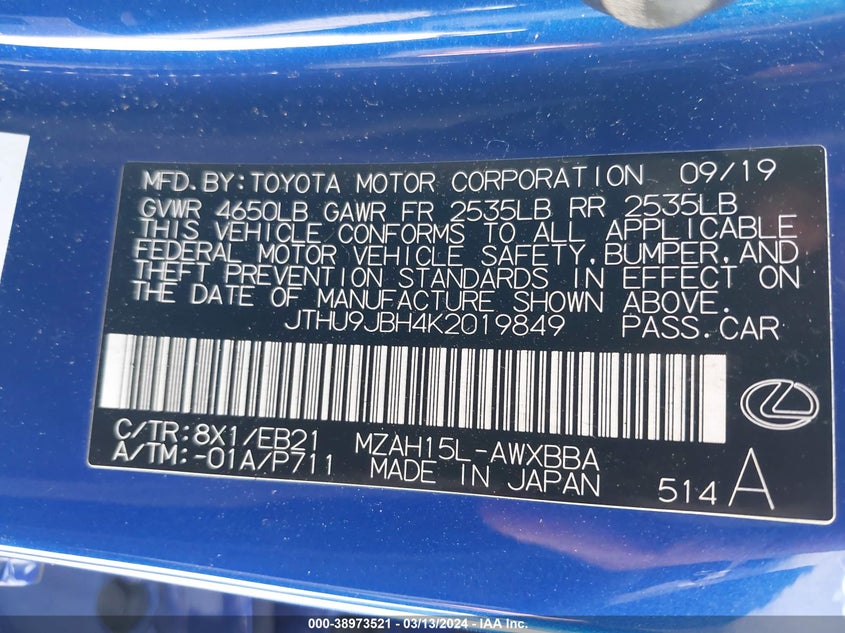 MFD.BY:TOYOTA MOTOR CORPORATION 09/19
GVWR 4650LB GAWR FR 2535LB RR 2535LB
THIS VEHICLE CONFORMS TO ALL APPLICABLE
FEDERAL MOTOR VEHICLE SAFETY,BUMPER,AND
THEFT PREVENTION STANDARDS IN EFFECT ON
THE DATE OF MANUFACTURE SHOWN ABOVE.
JTHU9JBH4K2019849 PASS.CAR
C/TR:8X1/EB21 MZAH15L-AWXBBA
A/TM:-01A/P711 MADE IN JAPAN 514 A
000-38973521 - 03/13/2024 - IAA Inc.